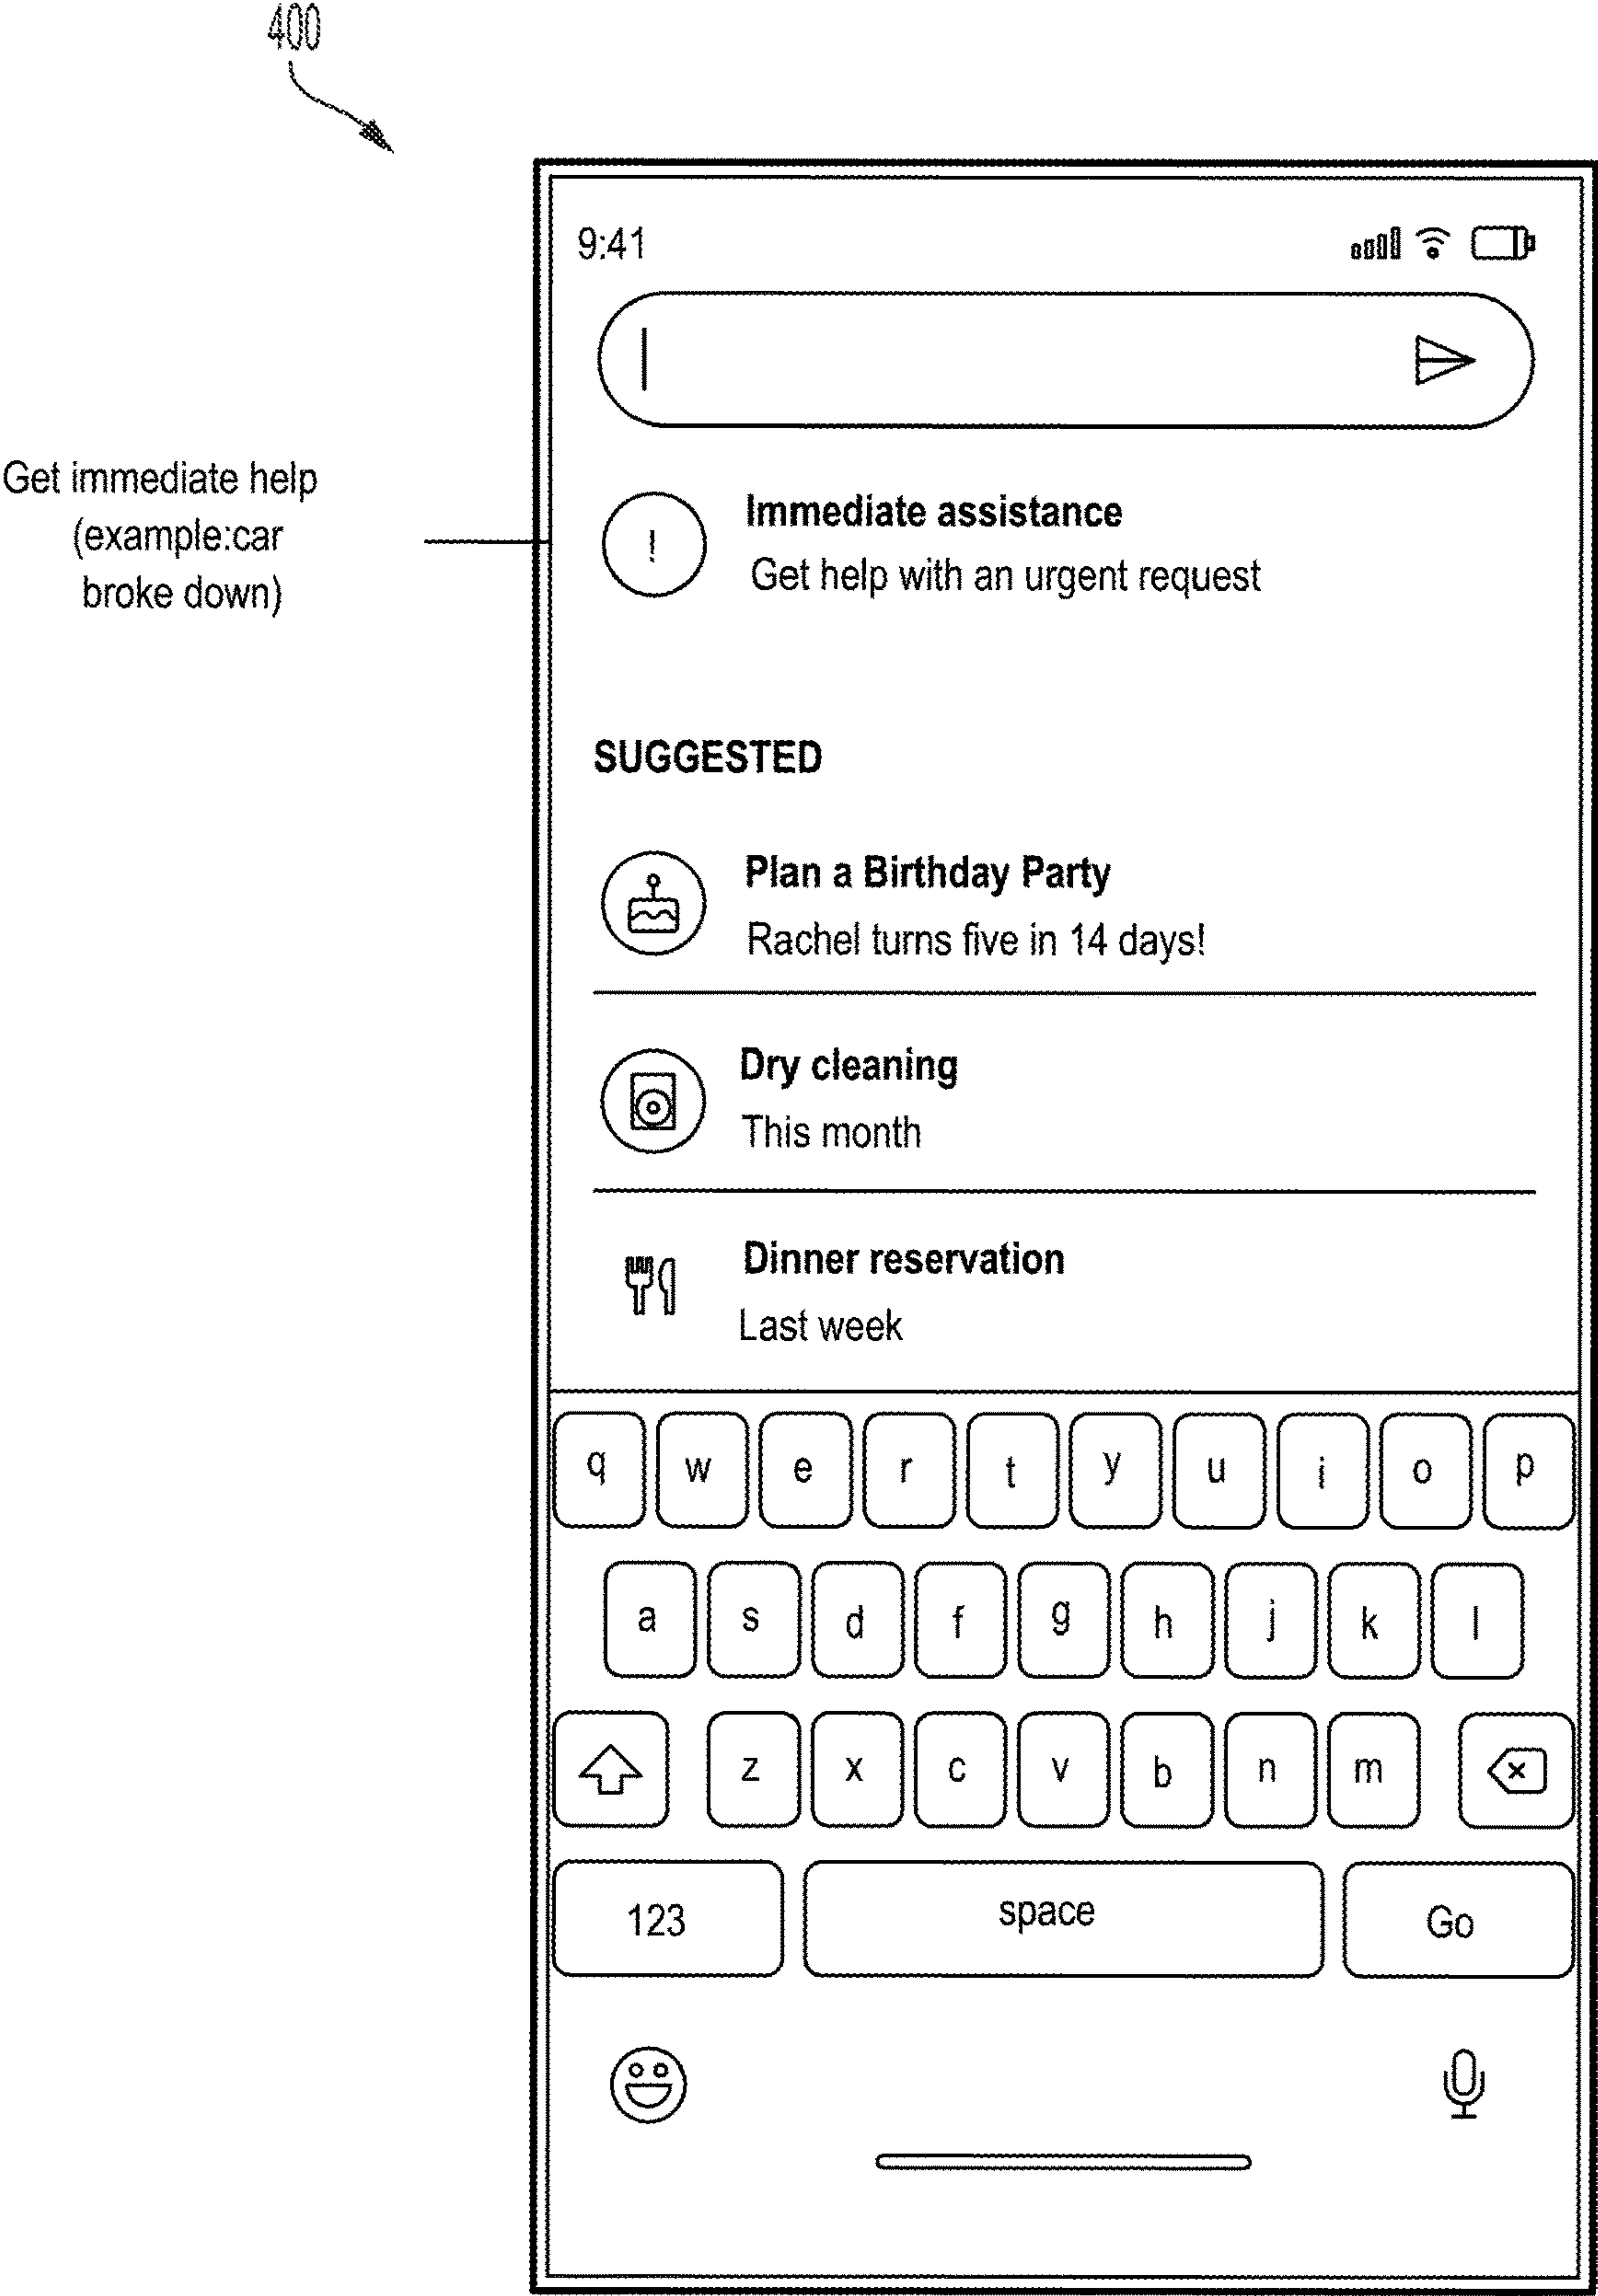 400
9:41
Get immediate help
(example:car
broke down)
!
Immediate assistance
Get help with an urgent request
SUGGESTED
Plan a Birthday Party
Rachel turns five in 14 days!
Dry cleaning
This month
Dinner reservation
Last week
q w e r t y u i o p
a s d f g h j k l
z x c v b n m
123 space Go